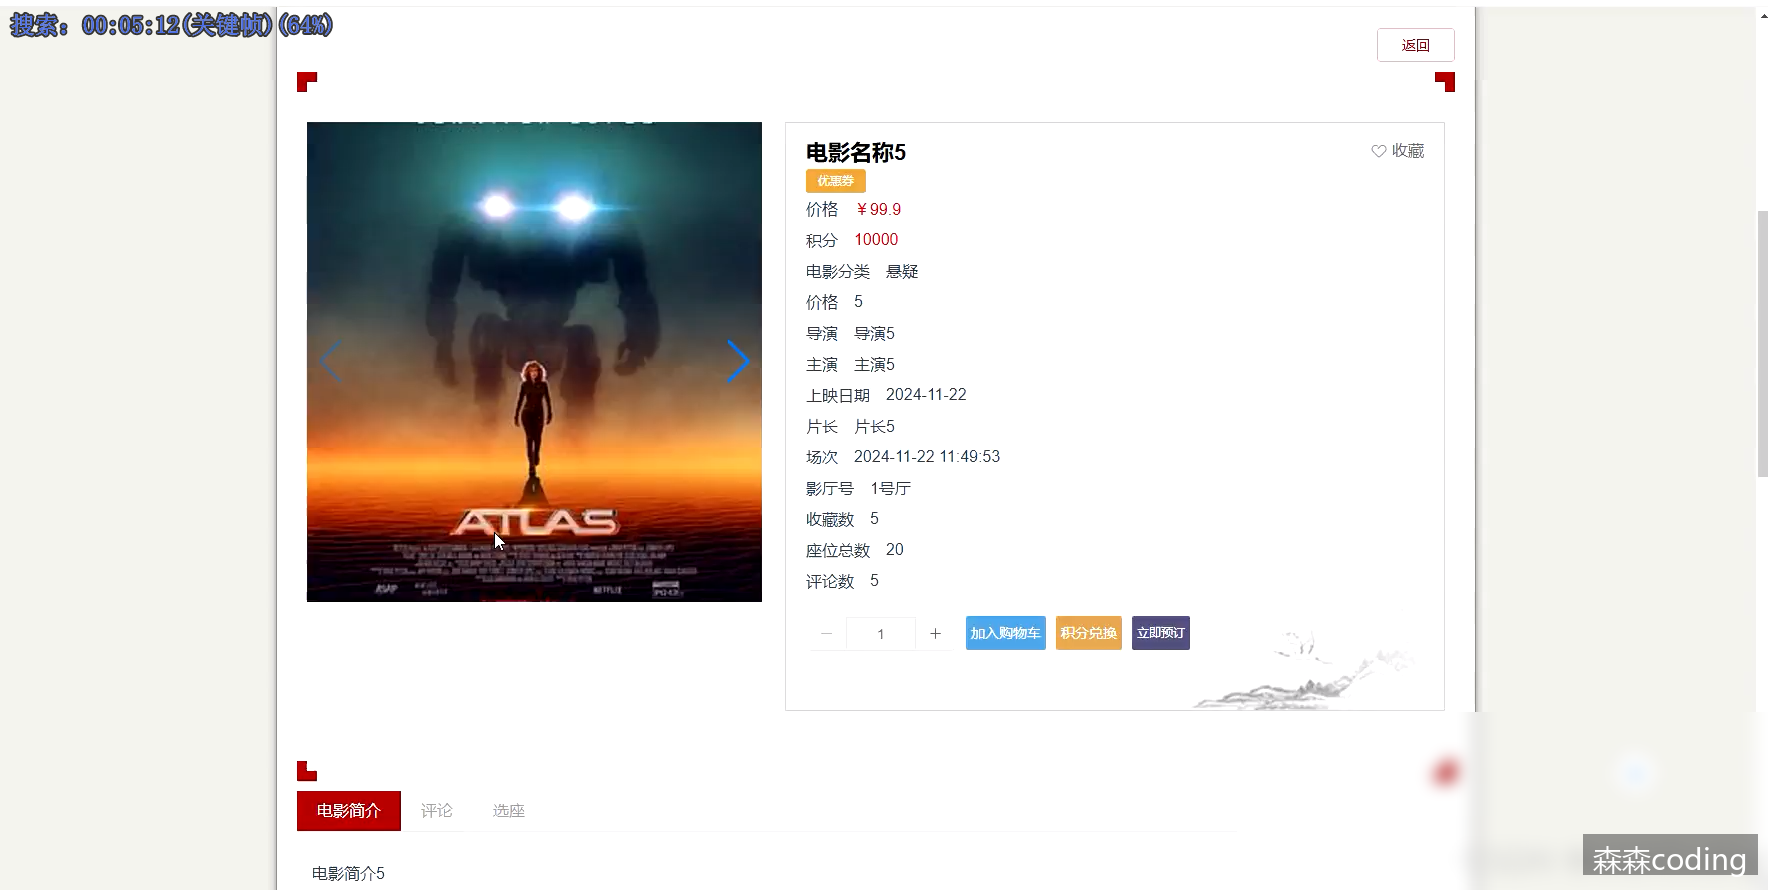 搜索: 00:05:12(关键帧)(64%)
返回
电影名称5
收藏
优惠券
价格 ￥99.9
积分 10000
电影分类 悬疑
价格 5
导演 导演5
主演 主演5
上映日期 2024-11-22
片长 片长5
场次 2024-11-22 11:49:53
影厅号 1号厅
收藏数 5
座位总数 20
评论数 5
1
加入购物车 积分兑换 立即预订
ATLAS
NETFLIX
电影简介 评论 选座
电影简介5
森森coding